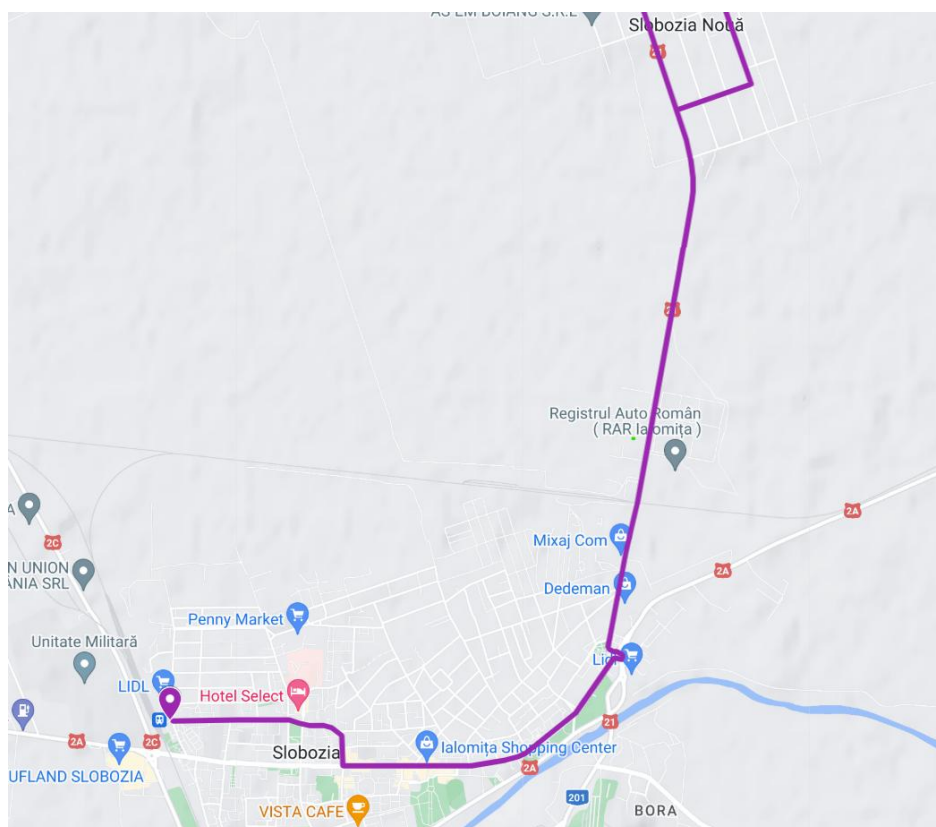 Slobozia Nouă
Registrul Auto Român
( RAR Ialomița )
2A
Mixaj Com
2C
UNION
ANIA SRL
2A
Dedeman
Penny Market
Unitate Militară
Lidl
LIDL
Hotel Select
21
2A
2C
Slobozia
Ialomița Shopping Center
UFLAND SLOBOZIA
2A
201
VISTA CAFE
BORA